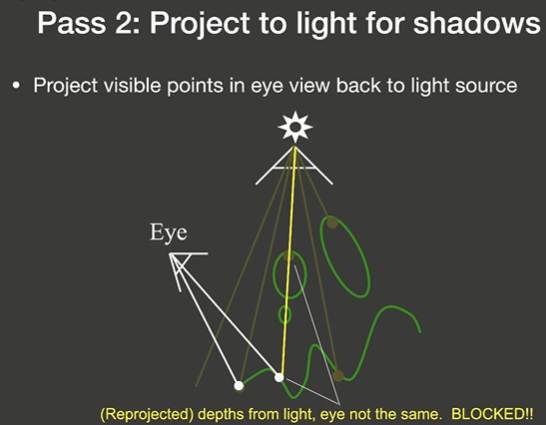 Pass 2: Project to light for shadows
• Project visible points in eye view back to light source
Eye
(Reprojected) depths from light, eye not the same. BLOCKED!!